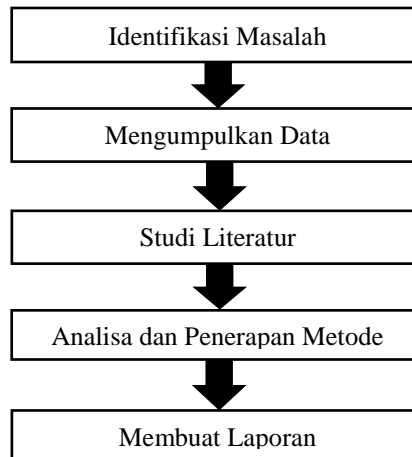 Identifikasi Masalah
Mengumpulkan Data
Studi Literatur
Analisa dan Penerapan Metode
Membuat Laporan